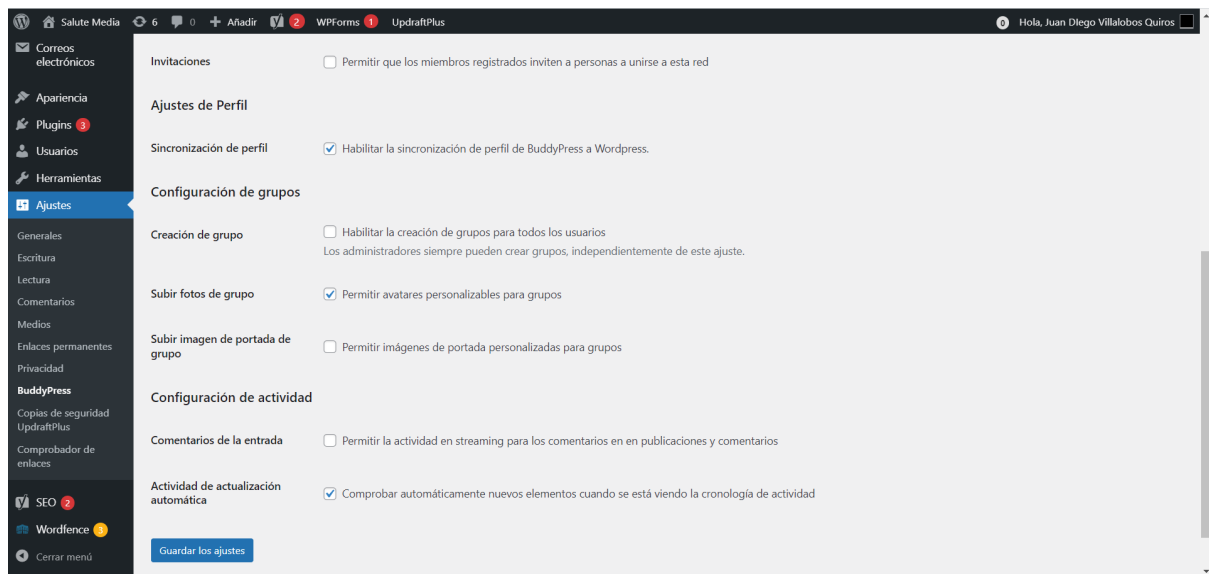 Salute Media 6 0 Añadir 2 WPForms 1 UpdraftPlus 0 Hola, Juan DIego Villalobos Quiros
Correos
electrónicos
Apariencia
Plugins 3
Usuarios
Herramientas
Ajustes
Generales
Escritura
Lectura
Comentarios
Medios
Enlaces permanentes
Privacidad
BuddyPress
Copias de seguridad
UpdraftPlus
Comprobador de
enlaces
SEO 2
Wordfence 3
Cerrar menú
Invitaciones Permitir que los miembros registrados inviten a personas a unirse a esta red
Ajustes de Perfil
Sincronización de perfil Habilitar la sincronización de perfil de BuddyPress a Wordpress.
Configuración de grupos
Creación de grupo Habilitar la creación de grupos para todos los usuarios
Los administradores siempre pueden crear grupos, independientemente de este ajuste.
Subir fotos de grupo Permitir avatares personalizables para grupos
Subir imagen de portada de
grupo
Permitir imágenes de portada personalizadas para grupos
Configuración de actividad
Comentarios de la entrada Permitir la actividad en streaming para los comentarios en en publicaciones y comentarios
Actividad de actualización
automática
Comprobar automáticamente nuevos elementos cuando se está viendo la cronología de actividad
Guardar los ajustes